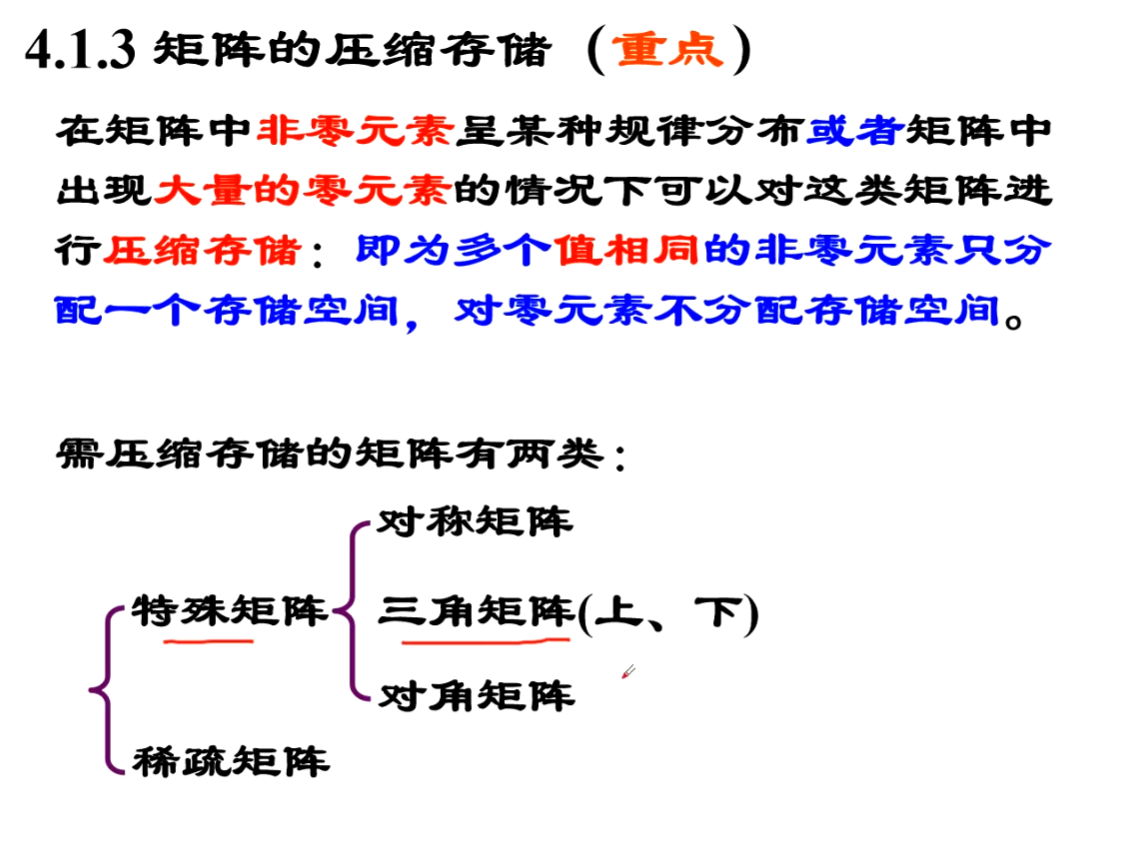 4.1.3 矩阵的压缩存储（重点）
在矩阵中非零元素呈某种规律分布或者矩阵中
出现大量的零元素的情况下可以对这类矩阵进
行压缩存储：即为多个值相同的非零元素只分
配一个存储空间，对零元素不分配存储空间。
需压缩存储的矩阵有两类：
对称矩阵
特殊矩阵 三角矩阵(上、下)
对角矩阵
稀疏矩阵